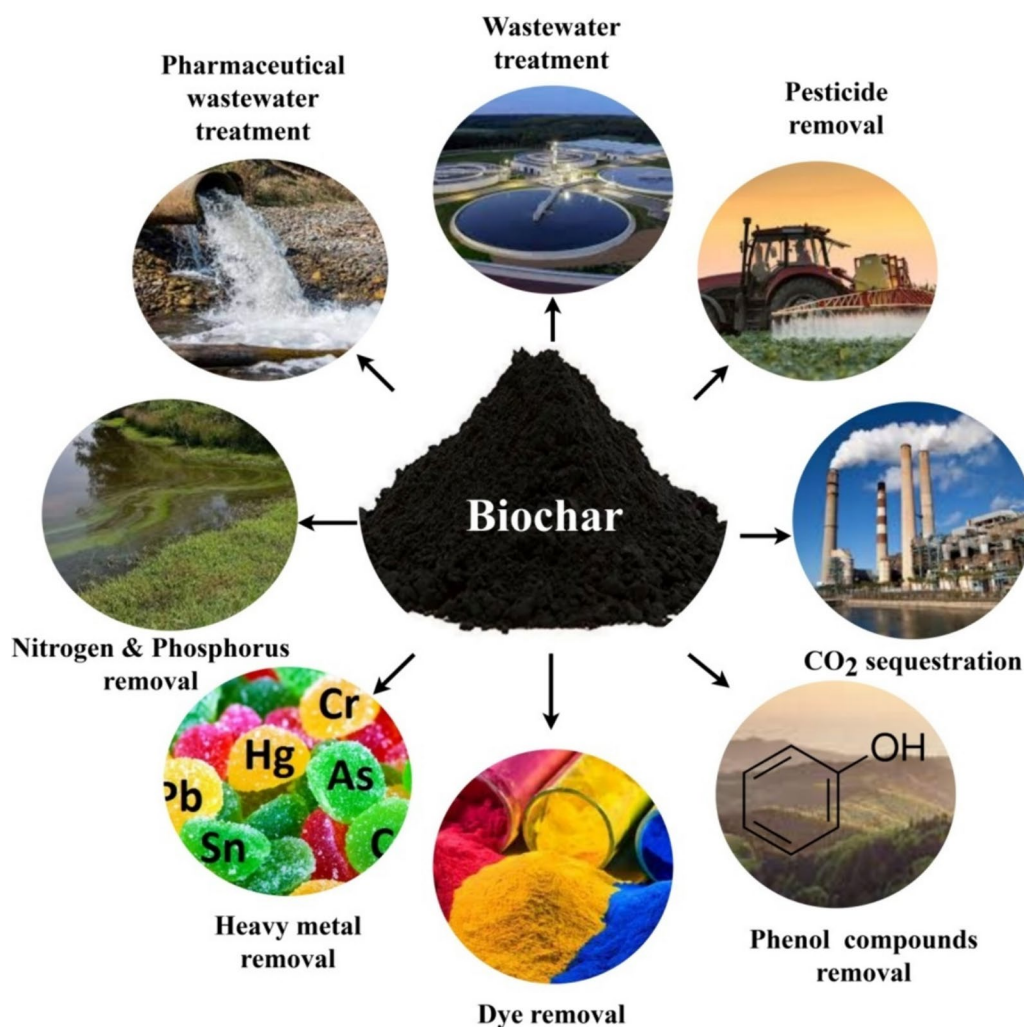 Wastewater
treatment
Pharmaceutical
wastewater
treatment
Pesticide
removal
Biochar
Nitrogen & Phosphorus
removal
CO₂ sequestration
Cr
Hg
As
Pb
Sn
C
OH
Heavy metal
removal
Phenol compounds
removal
Dye removal